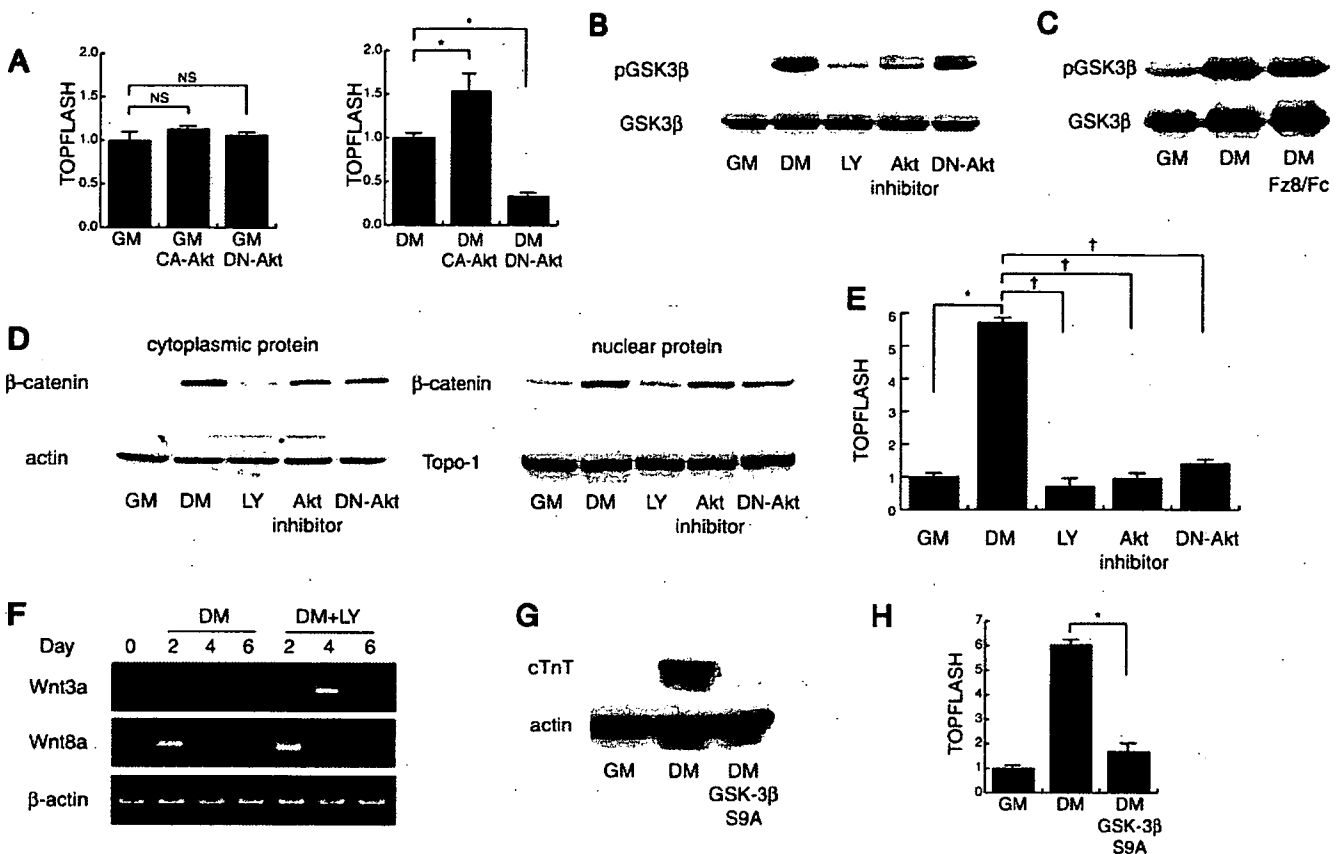 A
TOPFLASH
2.0
1.5
1.0
0.5
0.0
NS
NS
GM
GM
CA-Akt
GM
DN-Akt
TOPFLASH
2.0
1.5
1.0
0.5
0.0
*
*
DM
DM
CA-Akt
DM
DN-Akt
B
pGSK3β
GSK3β
GM DM LY Akt inhibitor DN-Akt
C
pGSK3β
GSK3β
GM DM DM
Fz8/Fc
D
cytoplasmic protein
β-catenin
actin
GM DM LY Akt inhibitor DN-Akt
nuclear protein
β-catenin
Topo-1
GM DM LY Akt inhibitor DN-Akt
E
TOPFLASH
6
5
4
3
2
1
0
*
†
†
†
GM DM LY Akt inhibitor DN-Akt
F
DM DM+LY
Day 0 2 4 6 2 4 6
Wnt3a
Wnt8a
β-actin
G
cTnT
actin
GM DM DM
GSK-3β
S9A
H
TOPFLASH
7
6
5
4
3
2
1
0
*
GM DM DM
GSK-3β
S9A